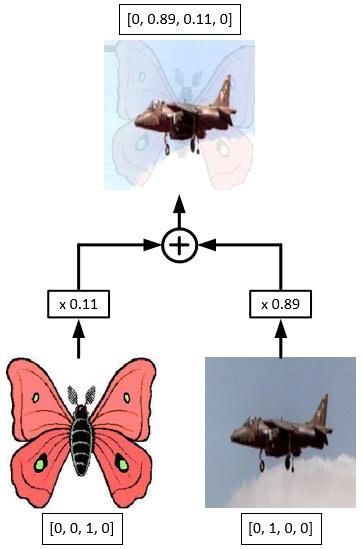 [0, 0.89, 0.11, 0]
x 0.11
x 0.89
[0, 0, 1, 0]
[0, 1, 0, 0]